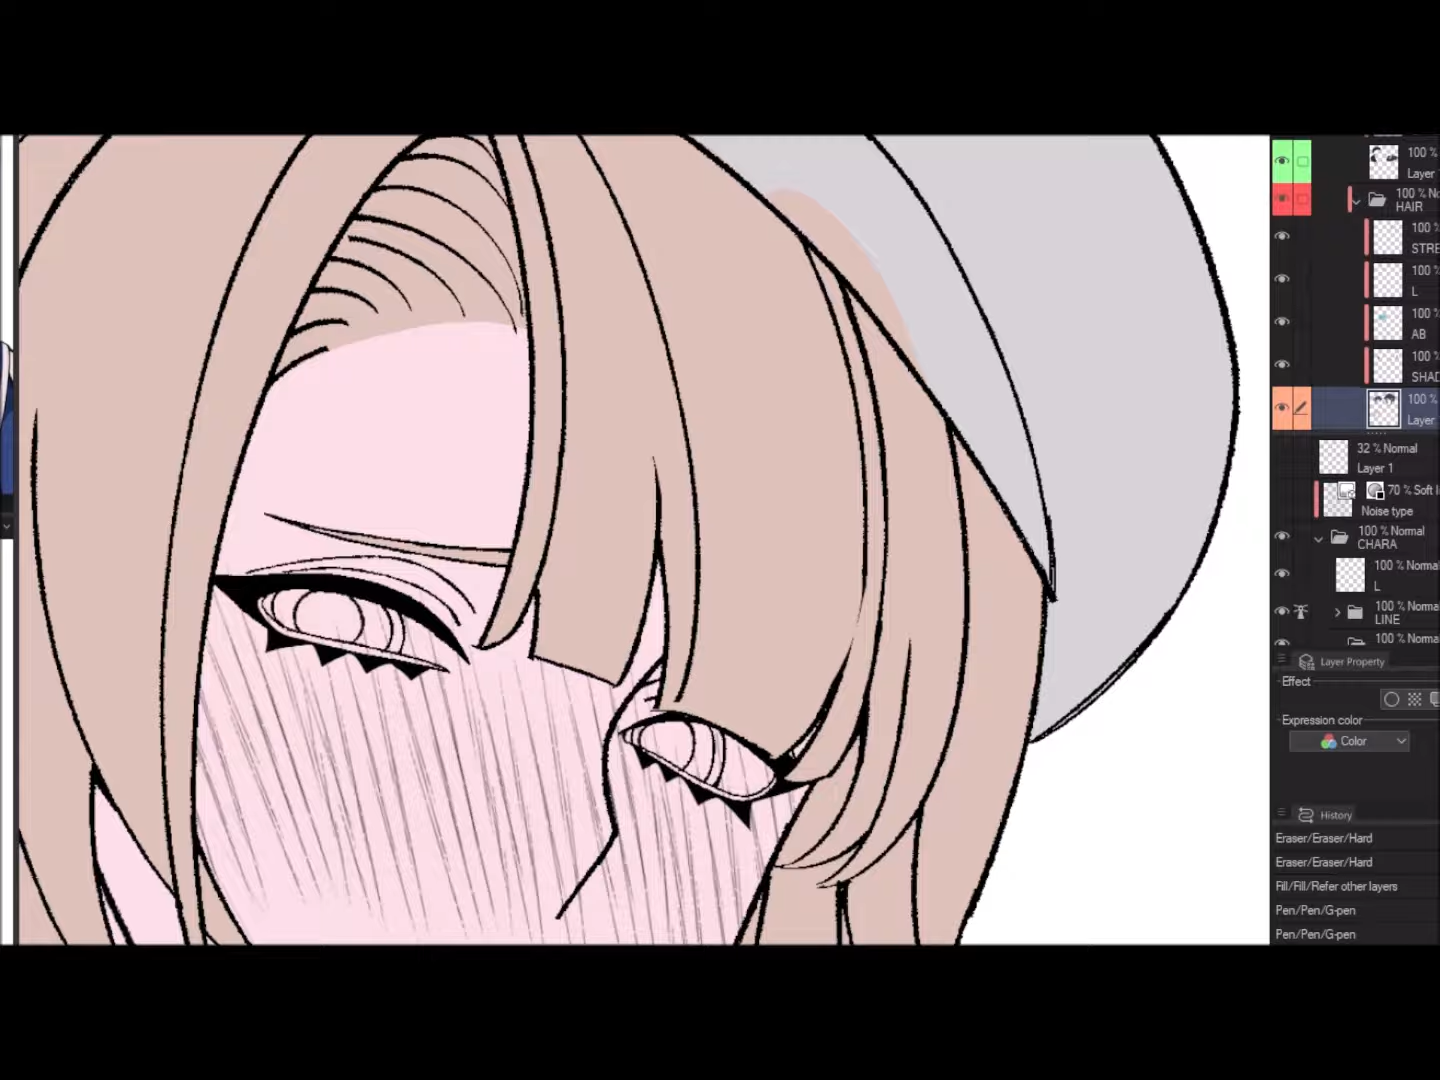 100 %
Layer
100 % No
HAIR
100 %
STRE
100 %
L
100 %
AB
100 %
SHAD
100 %
Layer
32 % Normal
Layer 1
70 % Soft li
Noise type
100 % Normal
CHARA
100 % Norma
L
100 % Norma
LINE
100 % Norma
Layer Property
Effect
Expression color
Color
History
Eraser/Eraser/Hard
Eraser/Eraser/Hard
Fill/Fill/Refer other layers
Pen/Pen/G-pen
Pen/Pen/G-pen